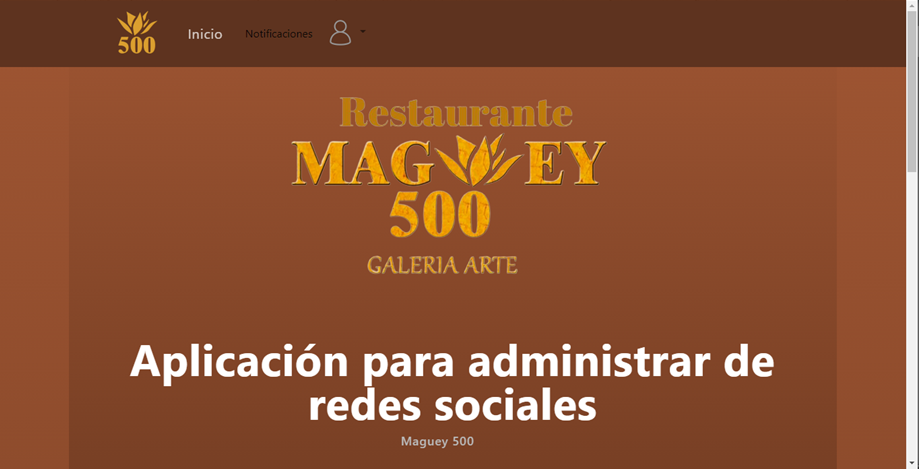 500
Inicio
Notificaciones
Restaurante
MAGUEY
500
GALERIA ARTE
Aplicación para administrar de
redes sociales
Maguey 500